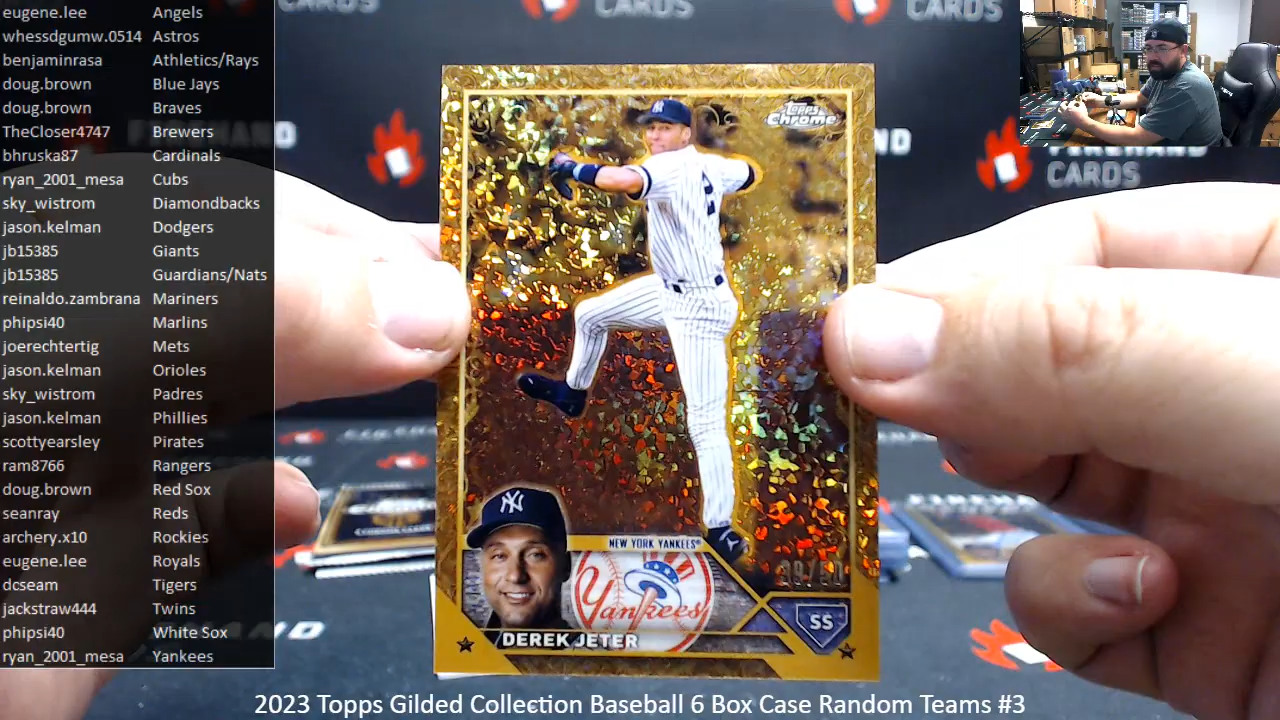 eugene.lee Angels
whessdgumw.0514 Astros
benjaminrasa Athletics/Rays
doug.brown Blue Jays
doug.brown Braves
TheCloser4747 Brewers
bhruska87 Cardinals
ryan_2001_mesa Cubs
sky_wistrom Diamondbacks
jason.kelman Dodgers
jb15385 Giants
jb15385 Guardians/Nats
reinaldo.zambrana Mariners
phipsi40 Marlins
joerechtertig Mets
jason.kelman Orioles
sky_wistrom Padres
jason.kelman Phillies
scottyearsley Pirates
ram8766 Rangers
doug.brown Red Sox
seanray Reds
archery.x10 Rockies
eugene.lee Royals
dcseam Tigers
jackstraw444 Twins
phipsi40 White Sox
ryan_2001_mesa Yankees
CARDS
CARDS
CARDS
Topps
Chrome
NY
2
NY
NEW YORK YANKEES
Yankees
SS
DEREK JETER
2023 Topps Gilded Collection Baseball 6 Box Case Random Teams #3